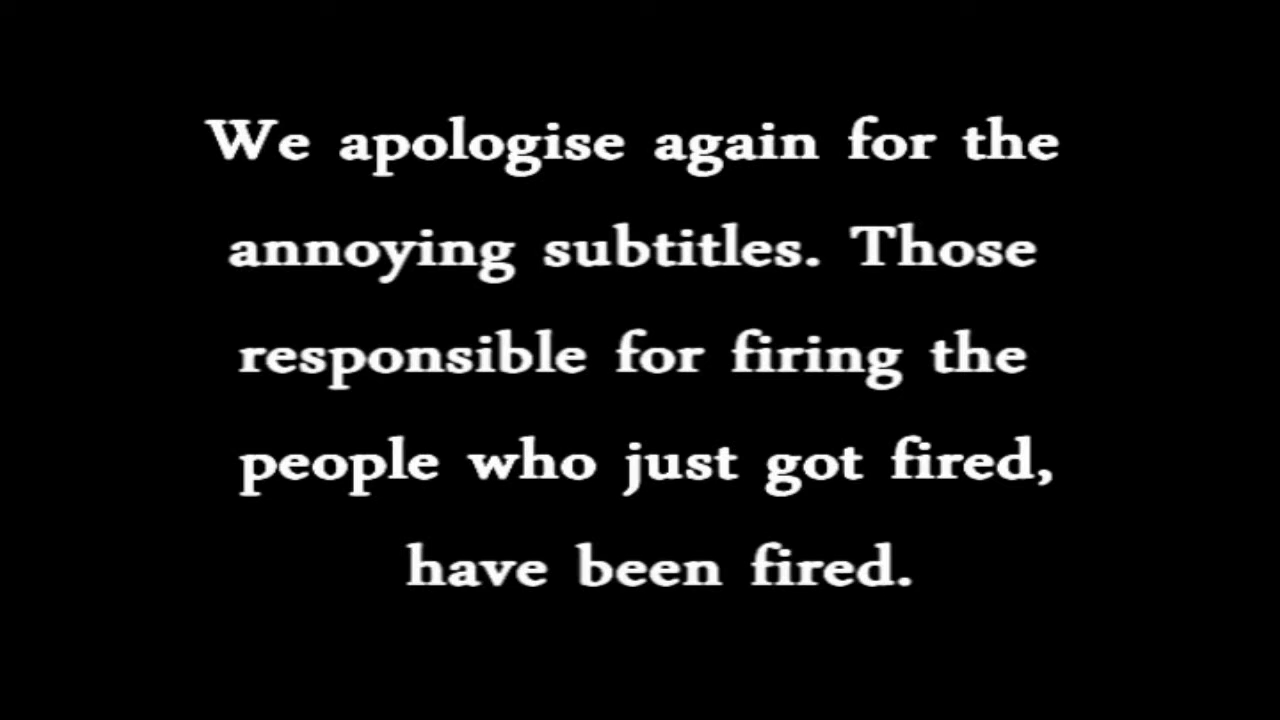 We apologise again for the
annoying subtitles. Those
responsible for firing the
people who just got fired,
have been fired.